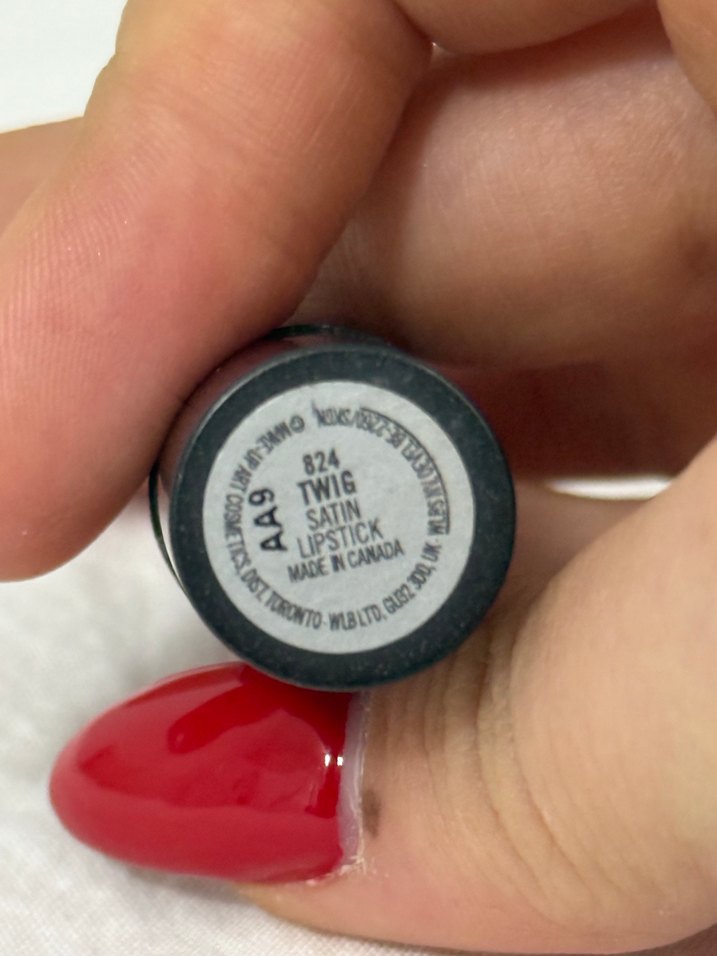 824
TWIG
SATIN
LIPSTICK
MADE IN CANADA
AA9
© MAKE-UP ART COSMETICS, DIST. TORONTO · WLB LTD, GU32 3DD, UK ·